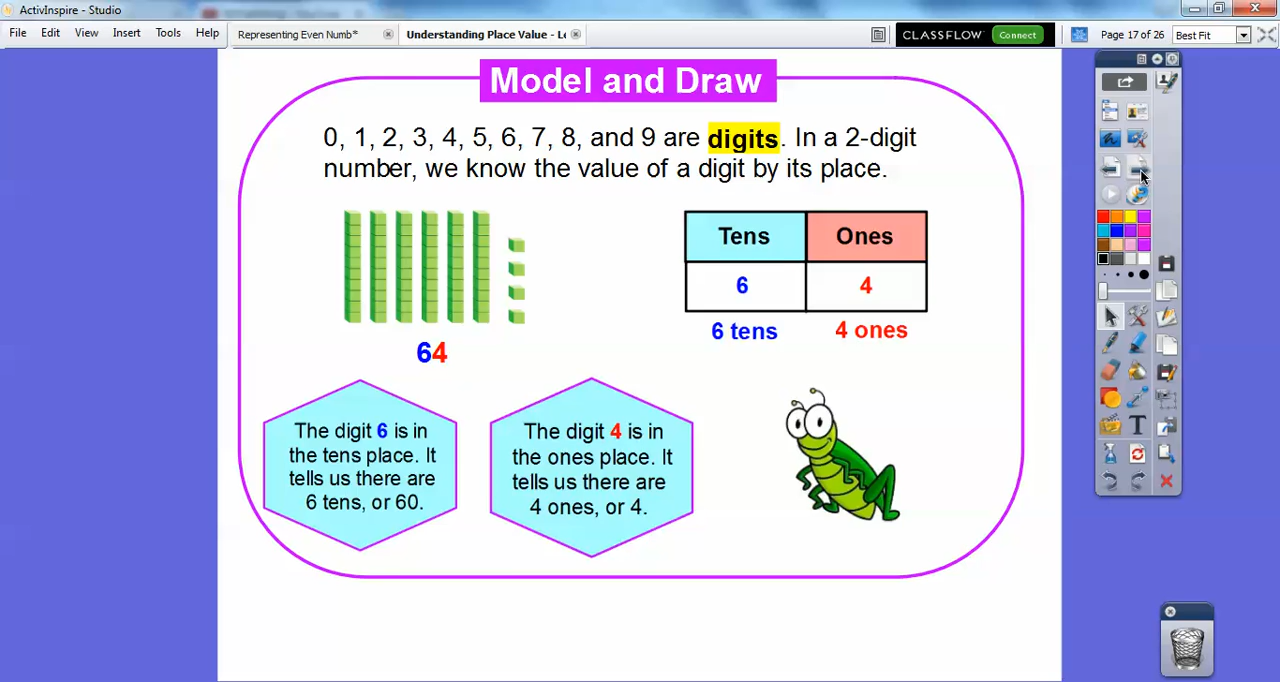 ActivInspire - Studio
File Edit View Insert Tools Help
Representing Even Numb*
Understanding Place Value - Le
CLASSFLOW Connect
Page 17 of 26
Best Fit
Model and Draw
0, 1, 2, 3, 4, 5, 6, 7, 8, and 9 are digits. In a 2-digit
number, we know the value of a digit by its place.
Tens Ones
6 4
6 tens 4 ones
64
The digit 6 is in
the tens place. It
tells us there are
6 tens, or 60.
The digit 4 is in
the ones place. It
tells us there are
4 ones, or 4.
T